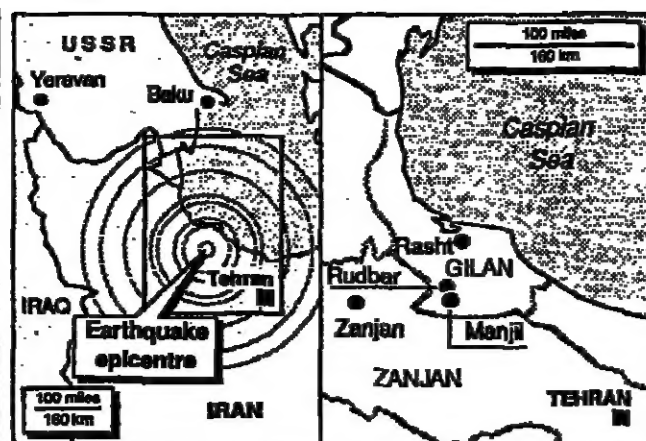 USSR
Caspian
Sea
Yerevan
Baku
Tehran
IRAQ
Earthquake
epicentre
100 miles
160 km
IRAN
100 miles
160 km
Caspian
Sea
Rasht
GILAN
Rudbar
Zanjan
Manjil
ZANJAN
TEHRAN